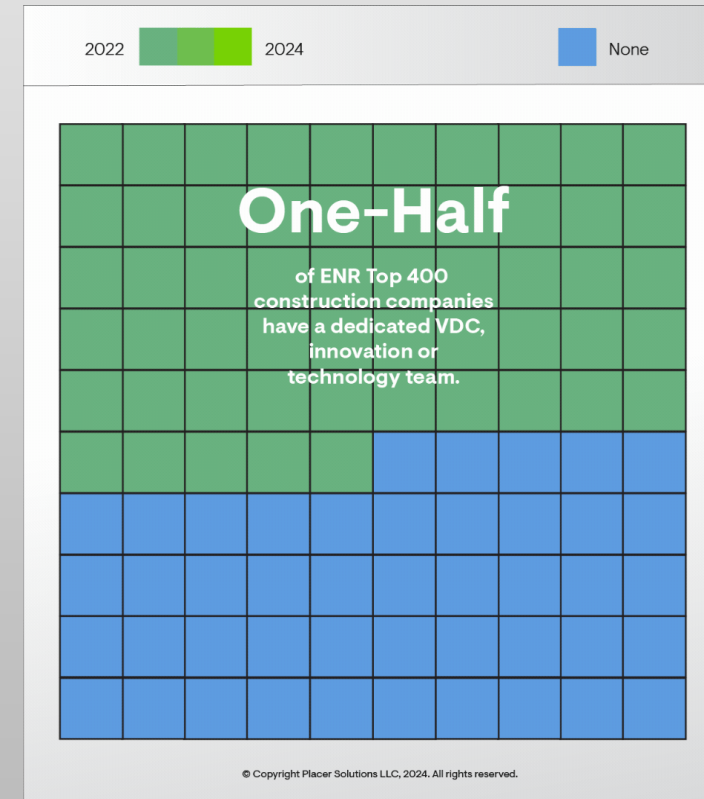 2022
2024
None
One-Half
of ENR Top 400
construction companies
have a dedicated VDC,
innovation or
technology team.
© Copyright Placer Solutions LLC, 2024. All rights reserved.